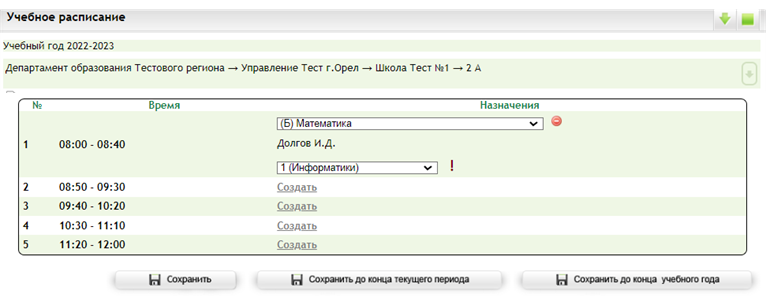 Учебное расписание
Учебный год 2022-2023
Департамент образования Тестового региона → Управление Тест г.Орел → Школа Тест №1 → 2 А
№ Время Назначения
(Б) Математика
1 08:00 - 08:40 Долгов И.Д.
1 (Информатики) !
2 08:50 - 09:30 Создать
3 09:40 - 10:20 Создать
4 10:30 - 11:10 Создать
5 11:20 - 12:00 Создать
Сохранить Сохранить до конца текущего периода Сохранить до конца учебного года